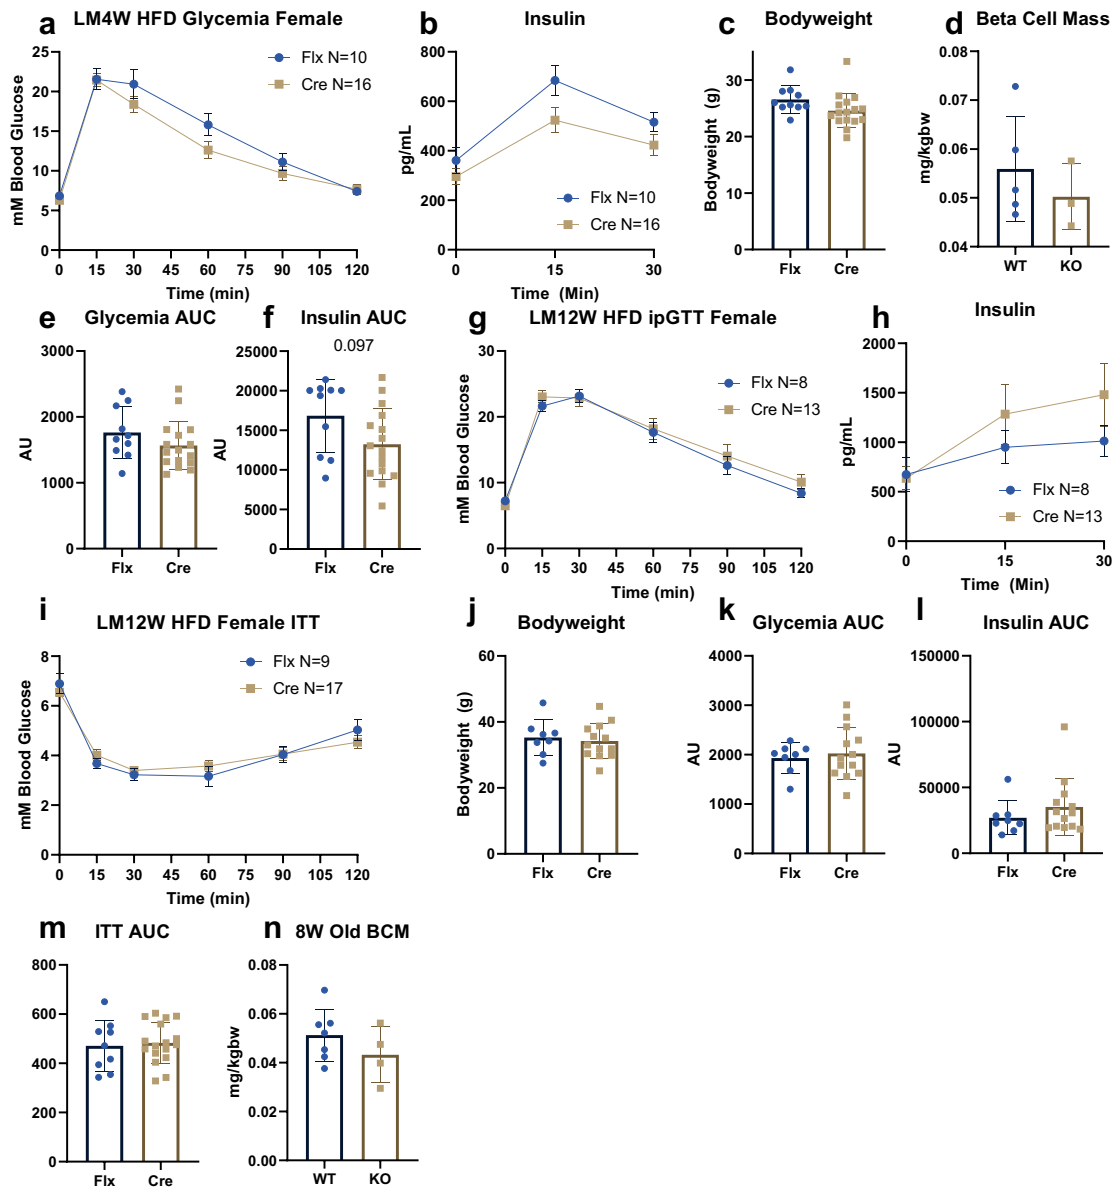 a LM4W HFD Glycemia Female
mM Blood Glucose
25
20
15
10
5
0
Flx N=10
Cre N=16
0 15 30 45 60 75 90 105 120
Time (min)
b Insulin
pg/mL
800
600
400
200
0
Flx N=10
Cre N=16
0 15 30
Time (Min)
c Bodyweight
Bodyweight (g)
30
20
10
0
Flx Cre
d Beta Cell Mass
mg/kgbw
0.08
0.07
0.06
0.05
0.04
WT KO
e Glycemia AUC
AU
3000
2000
1000
0
Flx Cre
f Insulin AUC
0.097
AU
25000
20000
15000
10000
5000
0
Flx Cre
g LM12W HFD ipGTT Female
mM Blood Glucose
30
20
10
0
Flx N=8
Cre N=13
0 15 30 45 60 75 90 105 120
Time (min)
h Insulin
pg/mL
2000
1500
1000
500
0
Flx N=8
Cre N=13
0 15 30
Time (Min)
i LM12W HFD Female ITT
mM Blood Glucose
8
6
4
2
0
Flx N=9
Cre N=17
0 15 30 45 60 75 90 105 120
Time (min)
j Bodyweight
Bodyweight (g)
60
40
20
0
Flx Cre
k Glycemia AUC
AU
4000
3000
2000
1000
0
Flx Cre
l Insulin AUC
AU
150000
100000
50000
0
Flx Cre
m ITT AUC
800
600
400
200
0
Flx Cre
n 8W Old BCM
mg/kgbw
0.08
0.06
0.04
0.02
0.00
WT KO